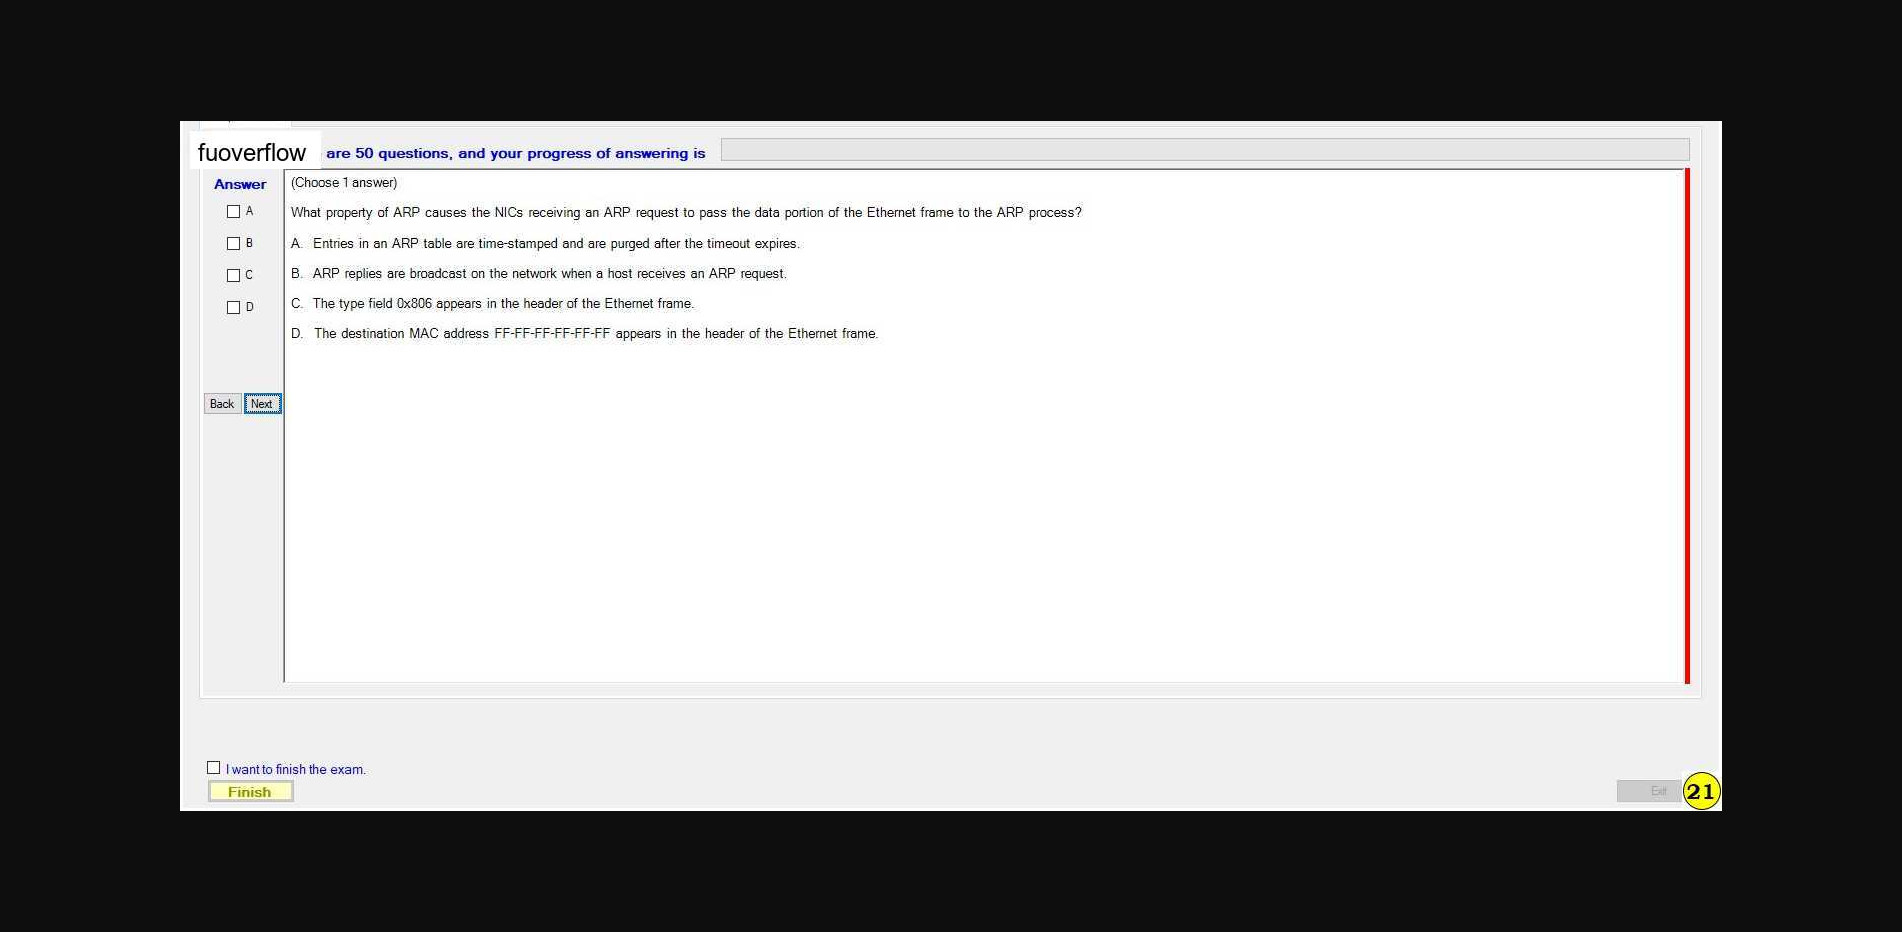 fuoverflow are 50 questions, and your progress of answering is
Answer
A
B
C
D
Back Next
(Choose 1 answer)
What property of ARP causes the NICs receiving an ARP request to pass the data portion of the Ethernet frame to the ARP process?
A. Entries in an ARP table are time-stamped and are purged after the timeout expires.
B. ARP replies are broadcast on the network when a host receives an ARP request.
C. The type field 0x806 appears in the header of the Ethernet frame.
D. The destination MAC address FF-FF-FF-FF-FF-FF appears in the header of the Ethernet frame.
I want to finish the exam.
Finish
Exit
21